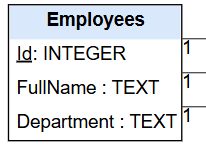 Employees
Id: INTEGER 1
FullName : TEXT 1
Department : TEXT 1